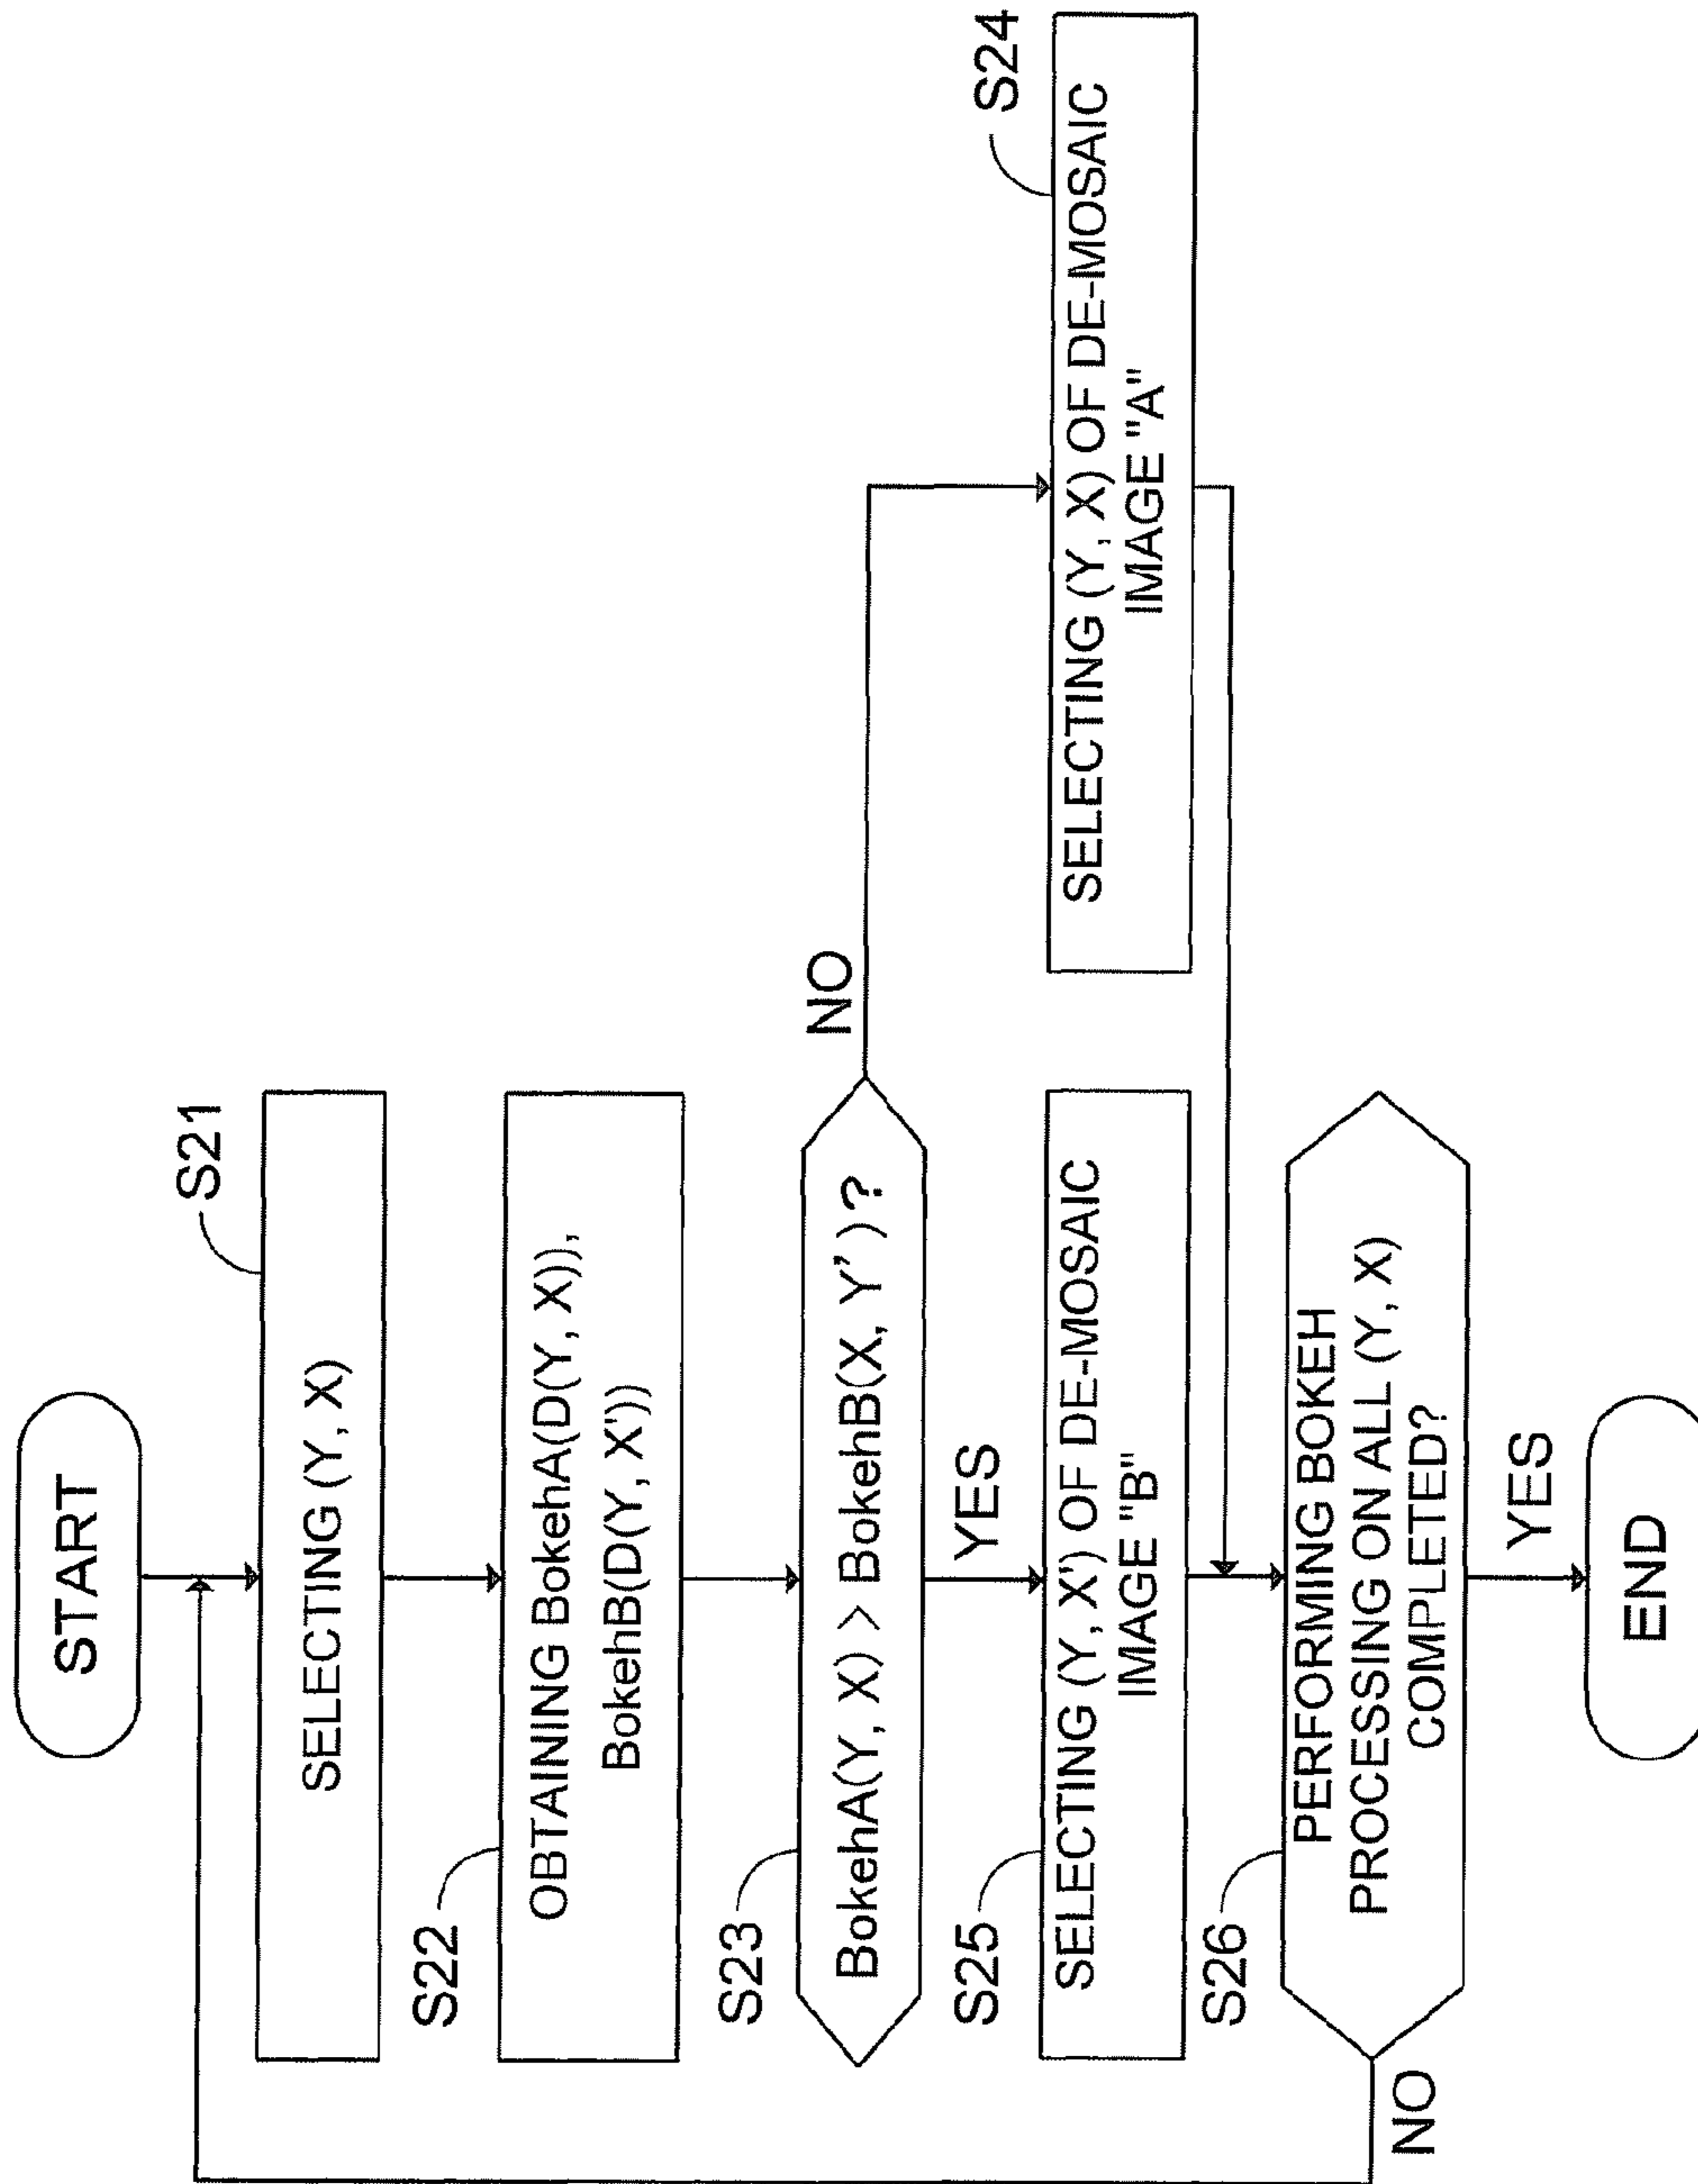 START
S21
SELECTING (Y, X)
S22
OBTAINING BokehA(D(Y, X)),
BokehB(D(Y, X'))
S23
BokehA(Y, X) > BokehB(X, Y') ?
NO
YES
S24
SELECTING (Y, X) OF DE-MOSAIC
IMAGE "A"
S25
SELECTING (Y, X') OF DE-MOSAIC
IMAGE "B"
S26
PERFORMING BOKEH
PROCESSING ON ALL (Y, X)
COMPLETED?
NO
YES
END